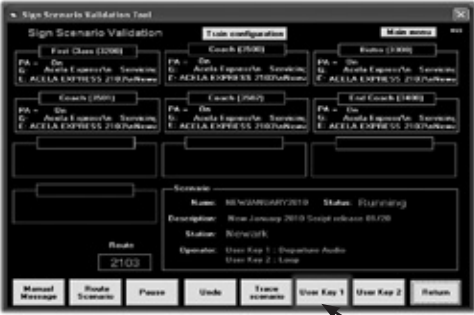 Sign Scenario Validation Tool
Sign Scenario Validation
Train configuration
Main menu
First Class (3200)
PA = On
G: Acela Express\n Servicing
E: ACELA EXPRESS 2103\nNewa
Coach (3500)
PA = On
G: Acela Express\n Servicing
E: ACELA EXPRESS 2103\nNewa
Bistro (3300)
PA = On
G: Acela Express\n Servicing
E: ACELA EXPRESS 2103\nNewa
Coach (3501)
PA = On
G: Acela Express\n Servicing
E: ACELA EXPRESS 2103\nNewa
Coach (3502)
PA = On
G: Acela Express\n Servicing
E: ACELA EXPRESS 2103\nNewa
End Coach (3400)
PA = On
G: Acela Express\n Servicing
E: ACELA EXPRESS 2103\nNewa
Scenario
Name: NEWJANUARY2010 Status: Running
Description: New January 2010 Script release 01/20
Station: Newark
Operator: User Key 1 : Departure Audio
User Key 2 : Loop
Route
2103
Manual Message
Route Scenario
Pause
Undo
Trace scenario
User Key 1
User Key 2
Return